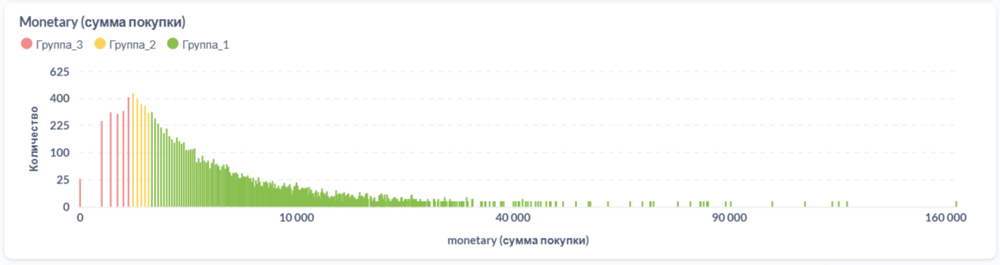 Monetary (сумма покупки)
Группа_3 Группа_2 Группа_1
625
400
225
100
25
0
Количество
0 10 000 40 000 90 000 160 000
monetary (сумма покупки)